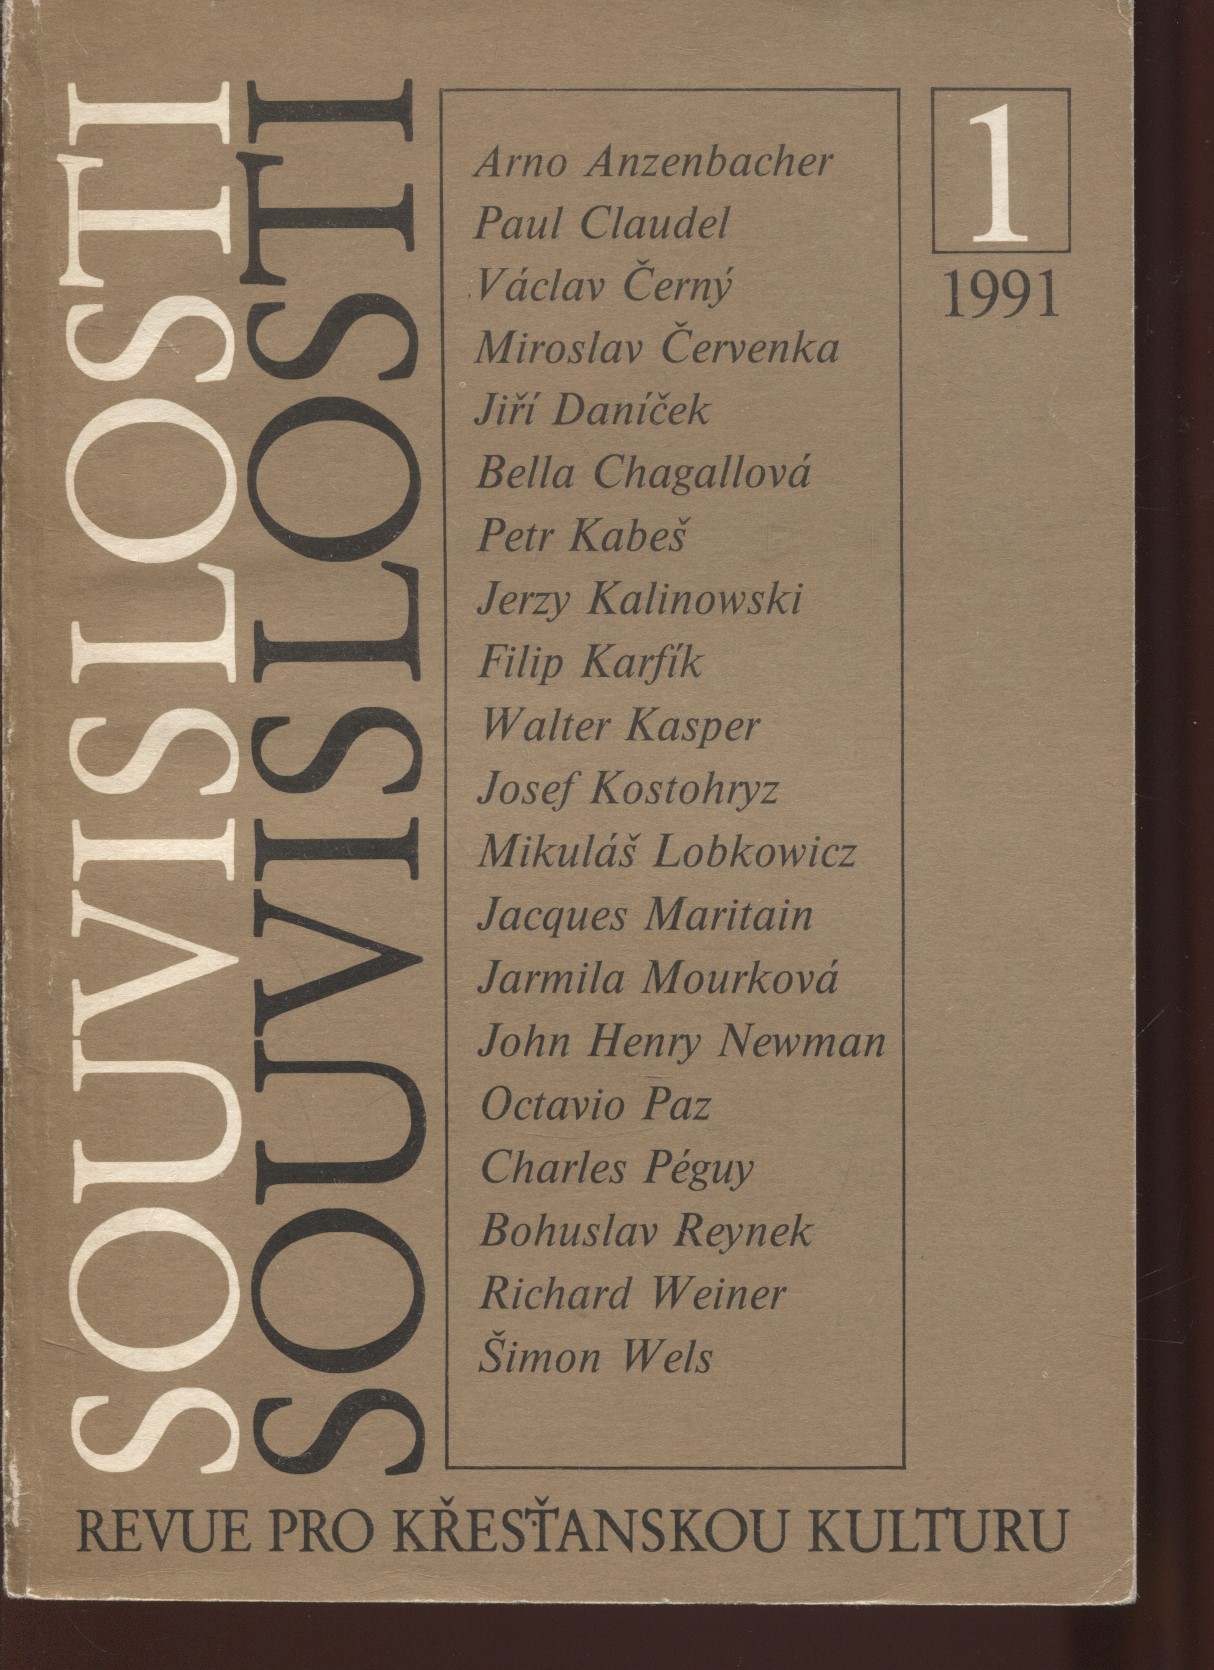 SOUVISLOSTI
SOUVISLOSTI
Arno Anzenbacher
Paul Claudel
Václav Černý
Miroslav Červenka
Jiří Daníček
Bella Chagallová
Petr Kabeš
Jerzy Kalinowski
Filip Karfík
Walter Kasper
Josef Kostohryz
Mikuláš Lobkowicz
Jacques Maritain
Jarmila Mourková
John Henry Newman
Octavio Paz
Charles Péguy
Bohuslav Reynek
Richard Weiner
Šimon Wels
1
1991
REVUE PRO KŘESŤANSKOU KULTURU